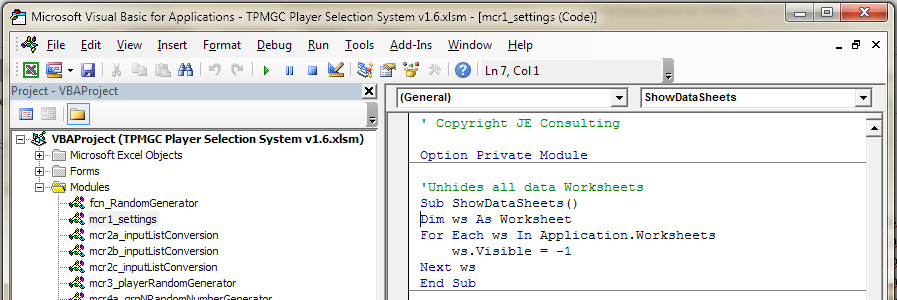 Microsoft Visual Basic for Applications - TPMGC Player Selection System v1.6.xlsm - [mcr1_settings (Code)]
File Edit View Insert Format Debug Run Tools Add-Ins Window Help
Ln 7, Col 1
Project - VBAProject
(General) ShowDataSheets
VBAProject (TPMGC Player Selection System v1.6.xlsm)
Microsoft Excel Objects
Forms
Modules
fcn_RandomGenerator
mcr1_settings
mcr2a_inputListConversion
mcr2b_inputListConversion
mcr2c_inputListConversion
mcr3_playerRandomGenerator
mcr4a_grpNRandomNumberGenerator
' Copyright JE Consulting
Option Private Module
'Unhides all data Worksheets
Sub ShowDataSheets()
Dim ws As Worksheet
For Each ws In Application.Worksheets
ws.Visible = -1
Next ws
End Sub